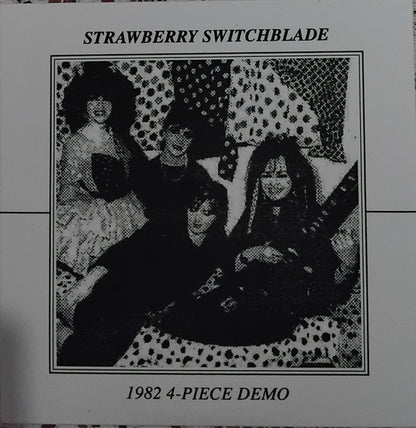 STRAWBERRY SWITCHBLADE
1982 4-PIECE DEMO